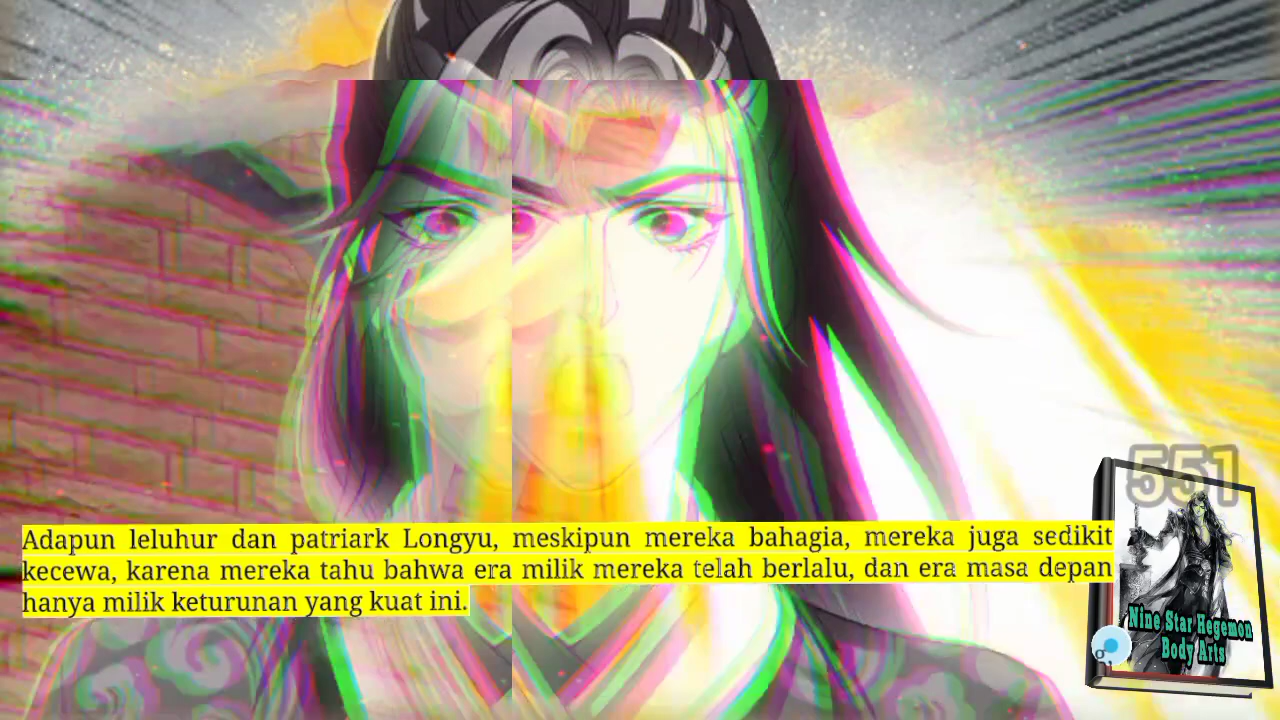 Adapun leluhur dan patriark Longyu, meskipun mereka bahagia, mereka juga sedikit
kecewa, karena mereka tahu bahwa era milik mereka telah berlalu, dan era masa depan
hanya milik keturunan yang kuat ini.
551
Nine Star Hegemon
Body Arts